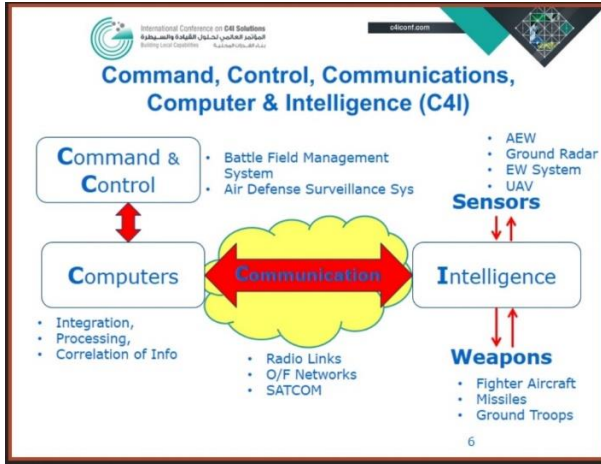 International Conference on C4I Solutions
المؤتمر العالمي لحلول القيادة والسيطرة
Building Local Capabilities بناء القدرات المحلية
c4iconf.com
Command, Control, Communications,
Computer & Intelligence (C4I)
Command &
Control
• Battle Field Management
System
• Air Defense Surveillance Sys
• AEW
• Ground Radar
• EW System
• UAV
Sensors
Computers
Communication
Intelligence
• Integration,
• Processing,
• Correlation of Info
• Radio Links
• O/F Networks
• SATCOM
Weapons
• Fighter Aircraft
• Missiles
• Ground Troops
6